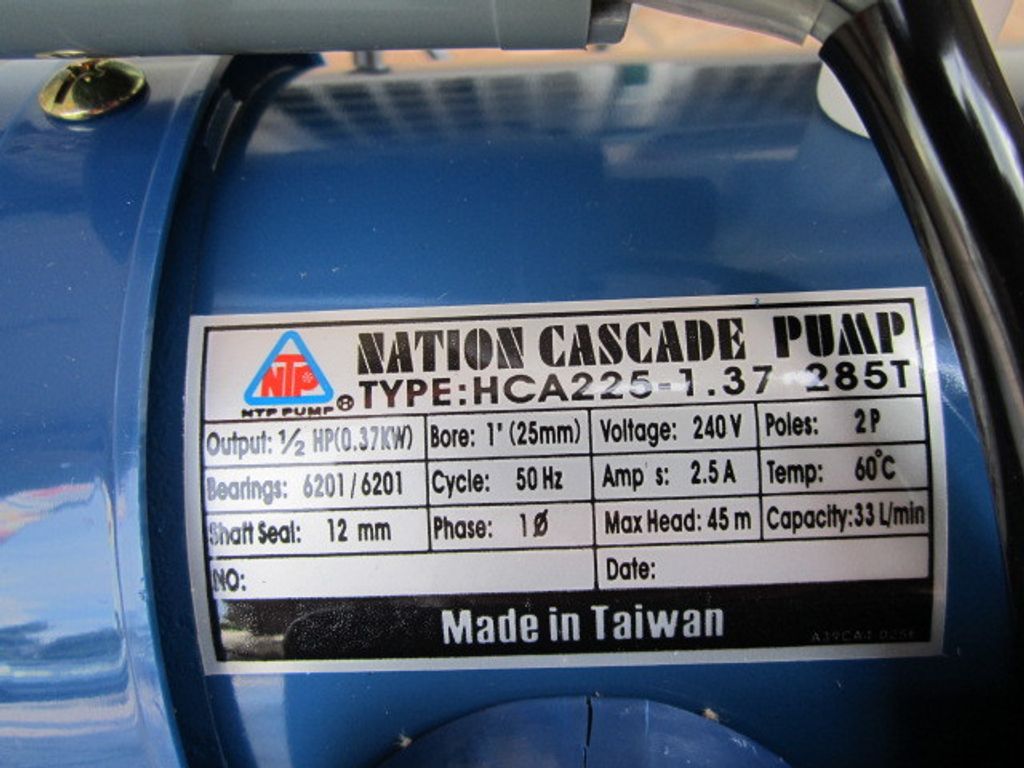 NATION CASCADE PUMP
NTP
NTP PUMP ®
TYPE:HCA225-1.37 285T
Output: 1/2 HP(0.37KW) Bore: 1" (25mm) Voltage: 240 V Poles: 2 P
Bearings: 6201/6201 Cycle: 50 Hz Amp's: 2.5 A Temp: 60°C
Shaft Seal: 12 mm Phase: 1Ø Max Head: 45 m Capacity:33 L/min
NO: Date:
Made in Taiwan